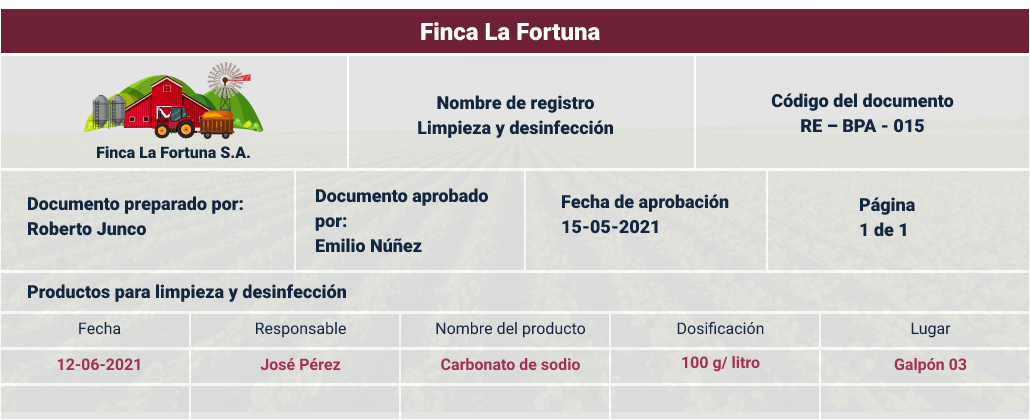 Finca La Fortuna
Finca La Fortuna S.A.
Nombre de registro
Limpieza y desinfección
Código del documento
RE – BPA - 015
Documento preparado por:
Roberto Junco
Documento aprobado
por:
Emilio Núñez
Fecha de aprobación
15-05-2021
Página
1 de 1
Productos para limpieza y desinfección
Fecha Responsable Nombre del producto Dosificación Lugar
12-06-2021 José Pérez Carbonato de sodio 100 g/ litro Galpón 03